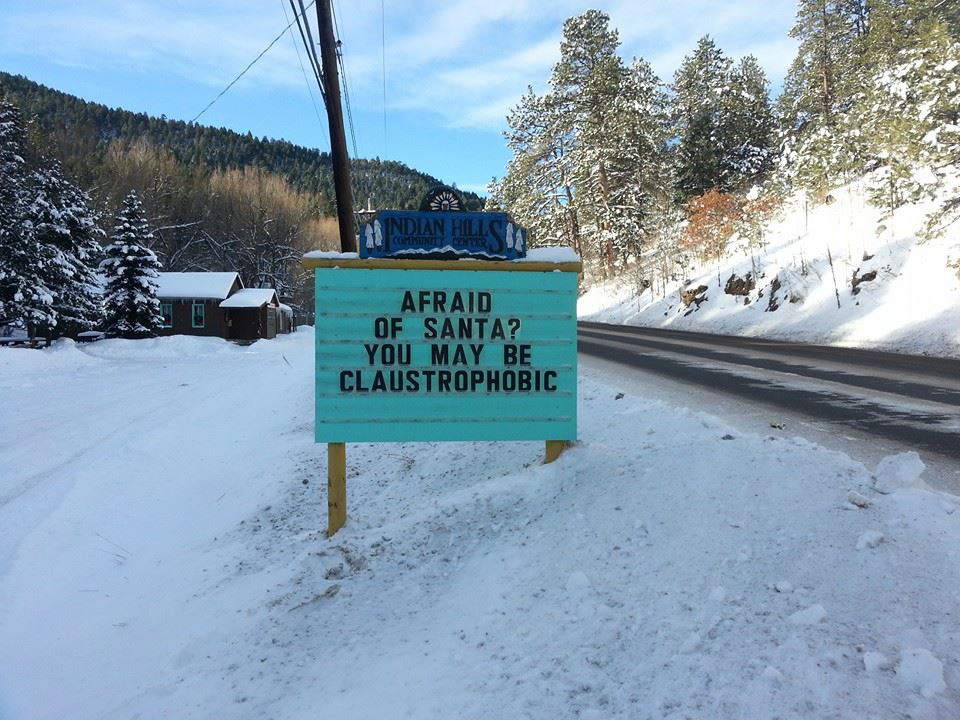 INDIAN HILLS
COMMUNITY CENTER
AFRAID
OF SANTA?
YOU MAY BE
CLAUSTROPHOBIC